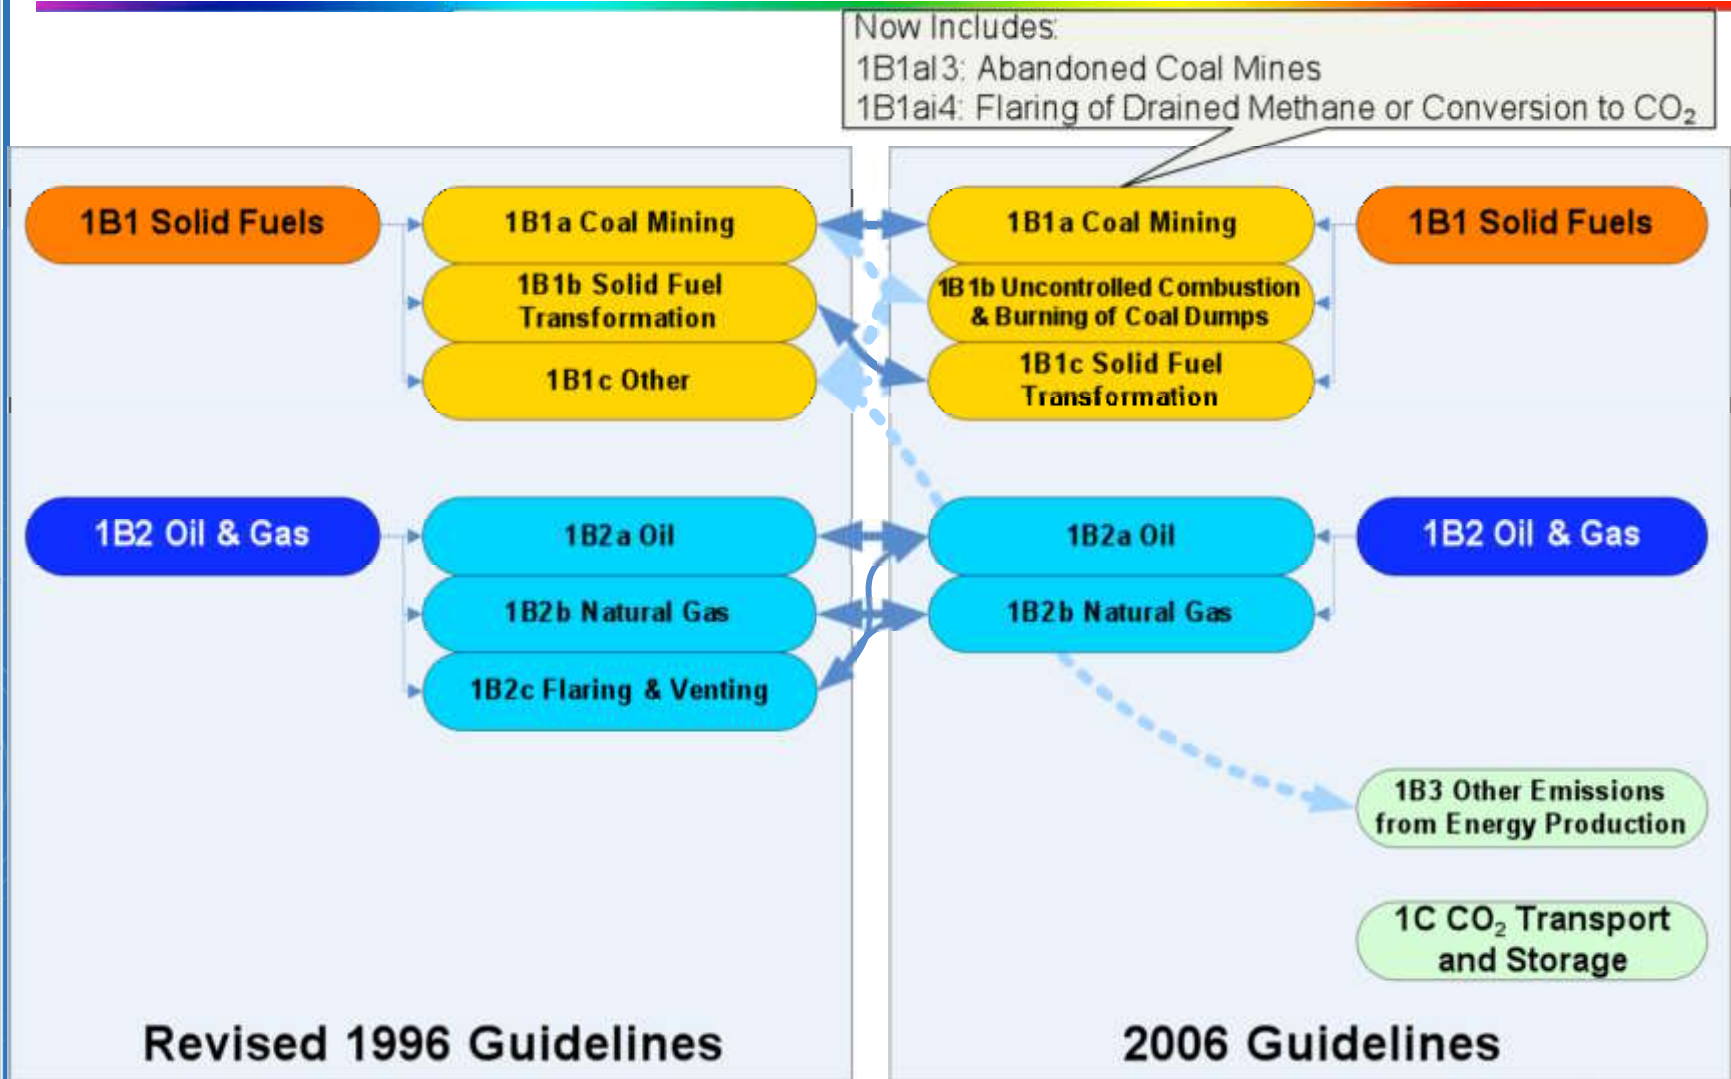 Now Includes:
1B1aI3: Abandoned Coal Mines
1B1ai4: Flaring of Drained Methane or Conversion to CO₂
1B1 Solid Fuels
1B1a Coal Mining
1B1b Solid Fuel
Transformation
1B1c Other
1B2 Oil & Gas
1B2a Oil
1B2b Natural Gas
1B2c Flaring & Venting
Revised 1996 Guidelines
1B1a Coal Mining
1B1b Uncontrolled Combustion
& Burning of Coal Dumps
1B1c Solid Fuel
Transformation
1B1 Solid Fuels
1B2a Oil
1B2b Natural Gas
1B2 Oil & Gas
1B3 Other Emissions
from Energy Production
1C CO₂ Transport
and Storage
2006 Guidelines